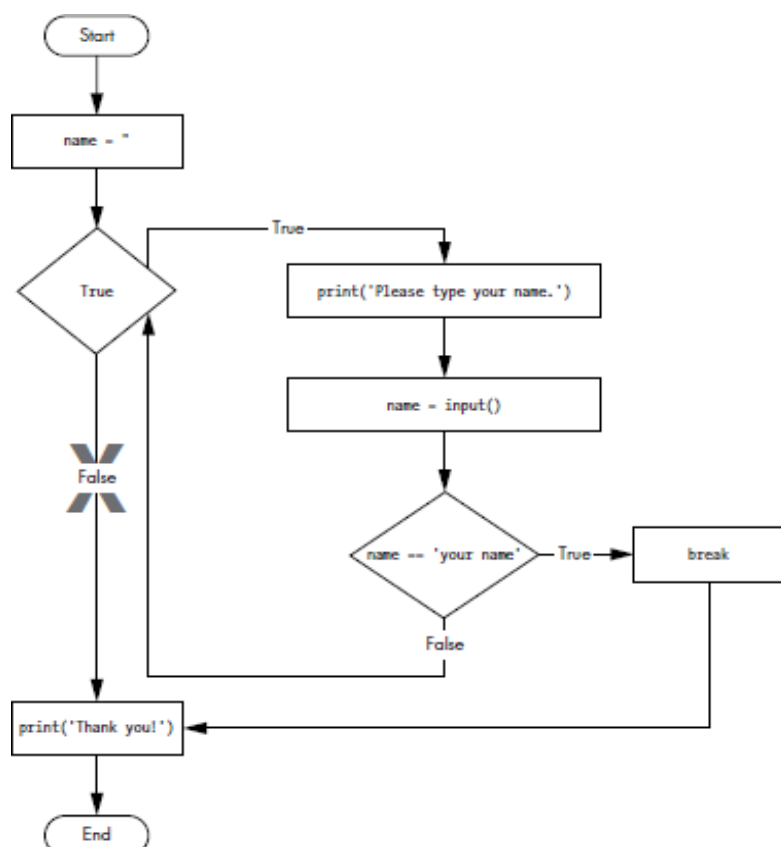 Start
name = ''
True
True
print('Please type your name.')
name = input()
False
name == 'your name'
True
break
False
print('Thank you!')
End